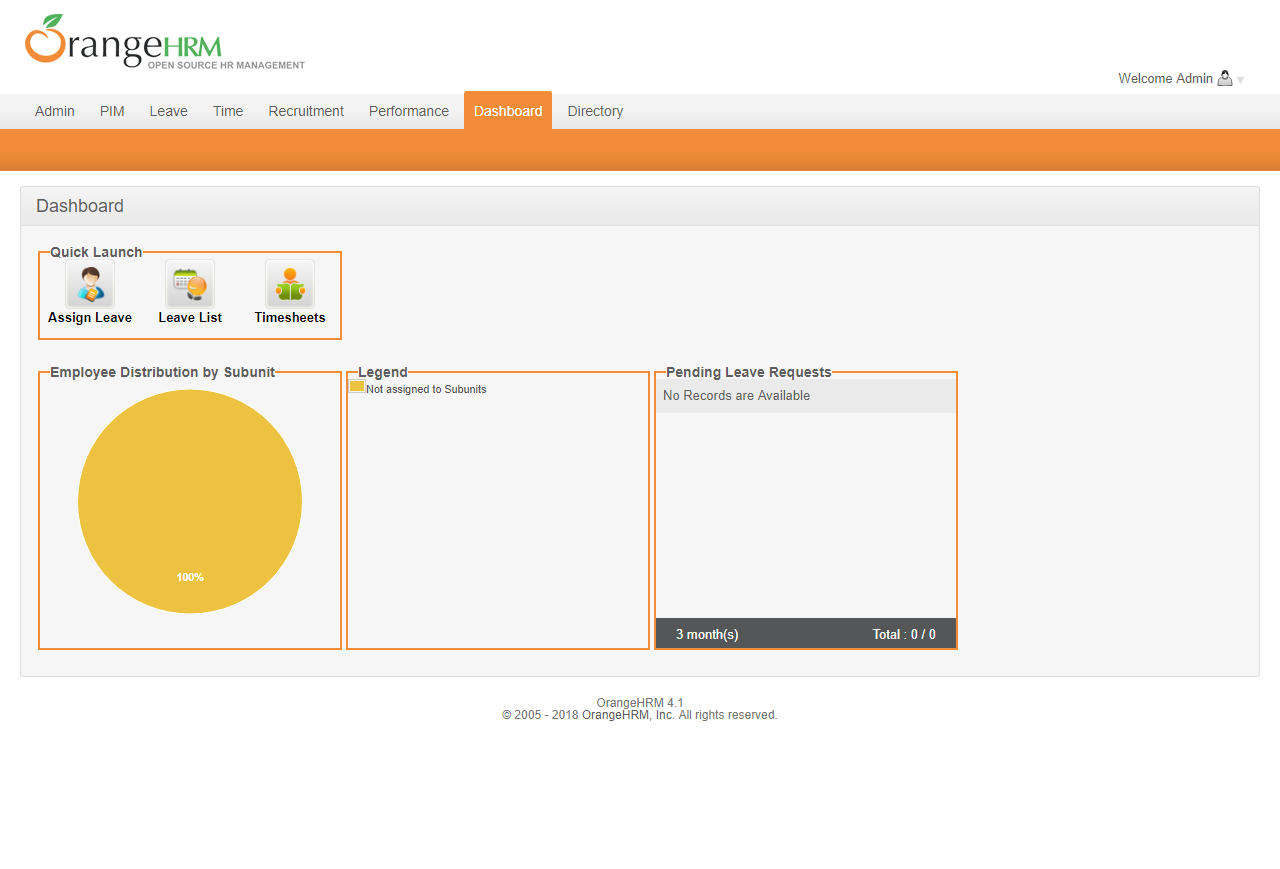 OrangeHRM
OPEN SOURCE HR MANAGEMENT
Welcome Admin
Admin PIM Leave Time Recruitment Performance Dashboard Directory
Dashboard
Quick Launch
Assign Leave Leave List Timesheets
Employee Distribution by Subunit
100%
Legend
Not assigned to Subunits
Pending Leave Requests
No Records are Available
3 month(s) Total : 0 / 0
OrangeHRM 4.1
© 2005 - 2018 OrangeHRM, Inc. All rights reserved.